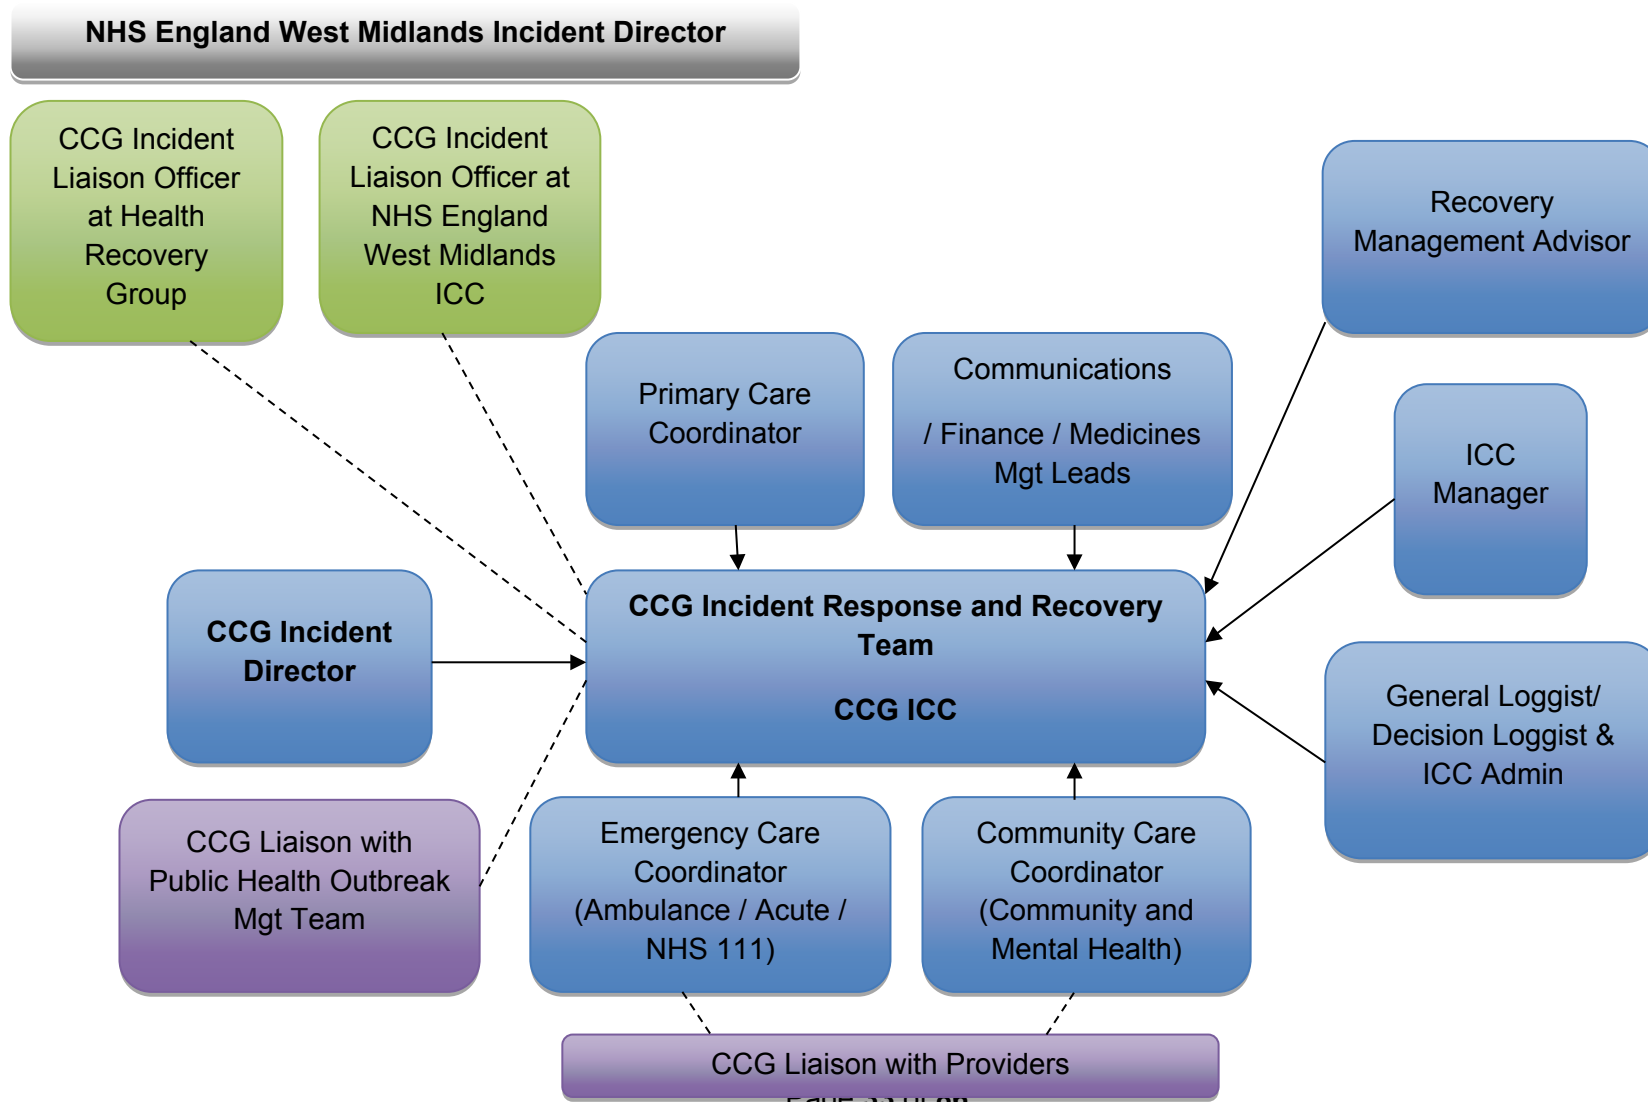 NHS England West Midlands Incident Director
CCG Incident
Liaison Officer
at Health
Recovery
Group
CCG Incident
Liaison Officer at
NHS England
West Midlands
ICC
Recovery
Management Advisor
Primary Care
Coordinator
Communications
/ Finance / Medicines
Mgt Leads
ICC
Manager
CCG Incident
Director
CCG Incident Response and Recovery
Team
CCG ICC
General Loggist/
Decision Loggist &
ICC Admin
CCG Liaison with
Public Health Outbreak
Mgt Team
Emergency Care
Coordinator
(Ambulance / Acute /
NHS 111)
Community Care
Coordinator
(Community and
Mental Health)
CCG Liaison with Providers